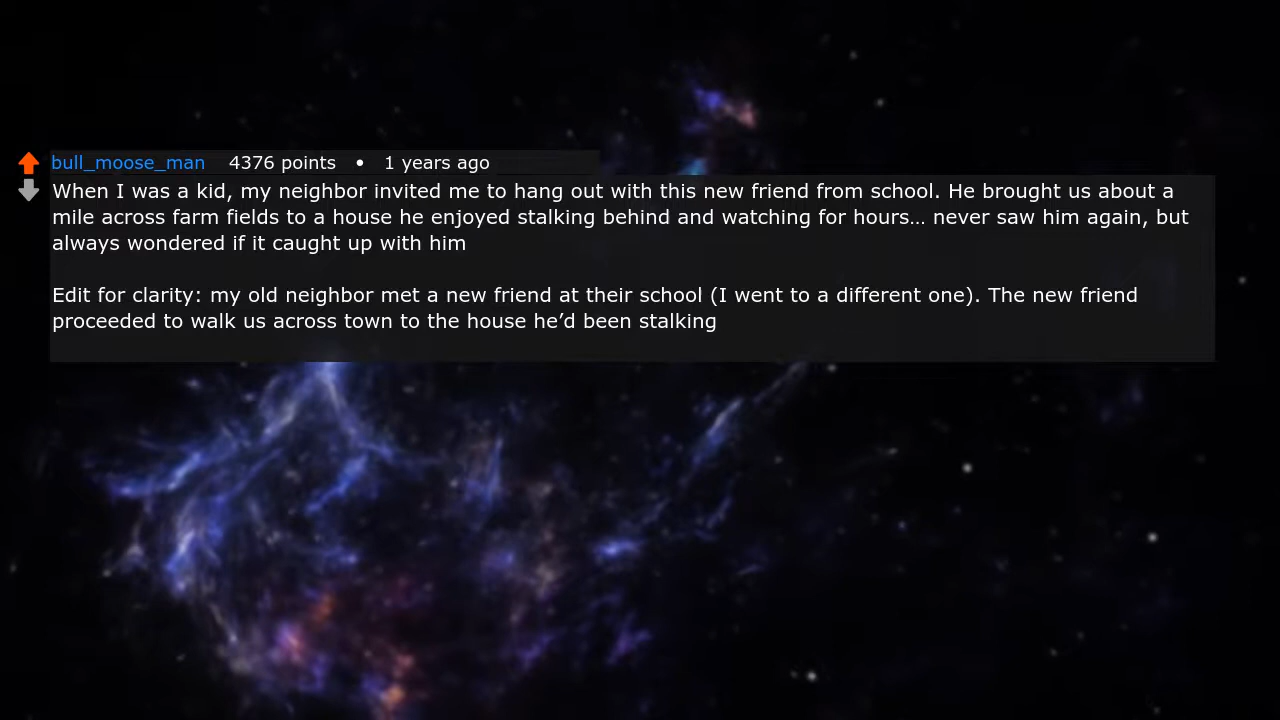 bull_moose_man 4376 points • 1 years ago
When I was a kid, my neighbor invited me to hang out with this new friend from school. He brought us about a
mile across farm fields to a house he enjoyed stalking behind and watching for hours... never saw him again, but
always wondered if it caught up with him
Edit for clarity: my old neighbor met a new friend at their school (I went to a different one). The new friend
proceeded to walk us across town to the house he’d been stalking